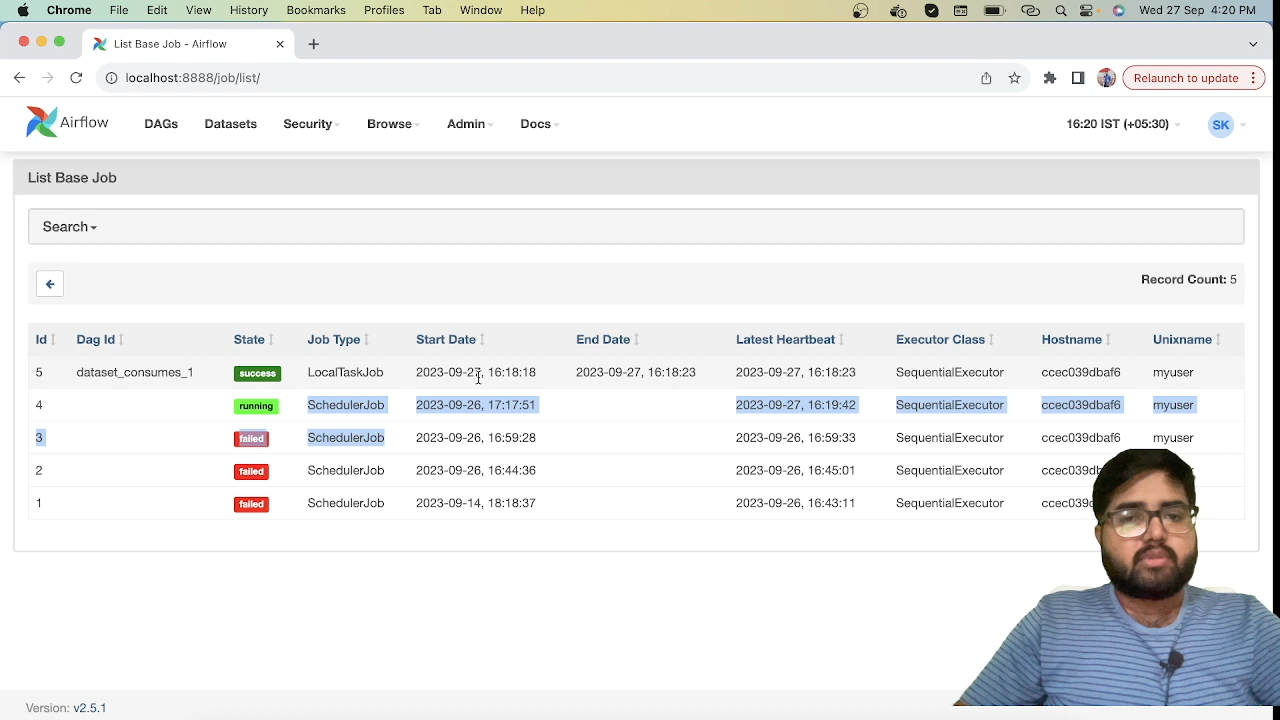 Chrome File Edit View History Bookmarks Profiles Tab Window Help Wed 27 Sep 4:20 PM
List Base Job - Airflow
localhost:8888/job/list/ Relaunch to update
Airflow DAGs Datasets Security Browse Admin Docs 16:20 IST (+05:30) SK
List Base Job
Search
Record Count: 5
Id Dag Id State Job Type Start Date End Date Latest Heartbeat Executor Class Hostname Unixname
5 dataset_consumes_1 success LocalTaskJob 2023-09-27, 16:18:18 2023-09-27, 16:18:23 2023-09-27, 16:18:23 SequentialExecutor ccec039dbaf6 myuser
4 running SchedulerJob 2023-09-26, 17:17:51 2023-09-27, 16:19:42 SequentialExecutor ccec039dbaf6 myuser
3 failed SchedulerJob 2023-09-26, 16:59:28 2023-09-26, 16:59:33 SequentialExecutor ccec039dbaf6 myuser
2 failed SchedulerJob 2023-09-26, 16:44:36 2023-09-26, 16:45:01 SequentialExecutor
1 failed SchedulerJob 2023-09-14, 18:18:37 2023-09-26, 16:43:11 SequentialExecutor
Version: v2.5.1